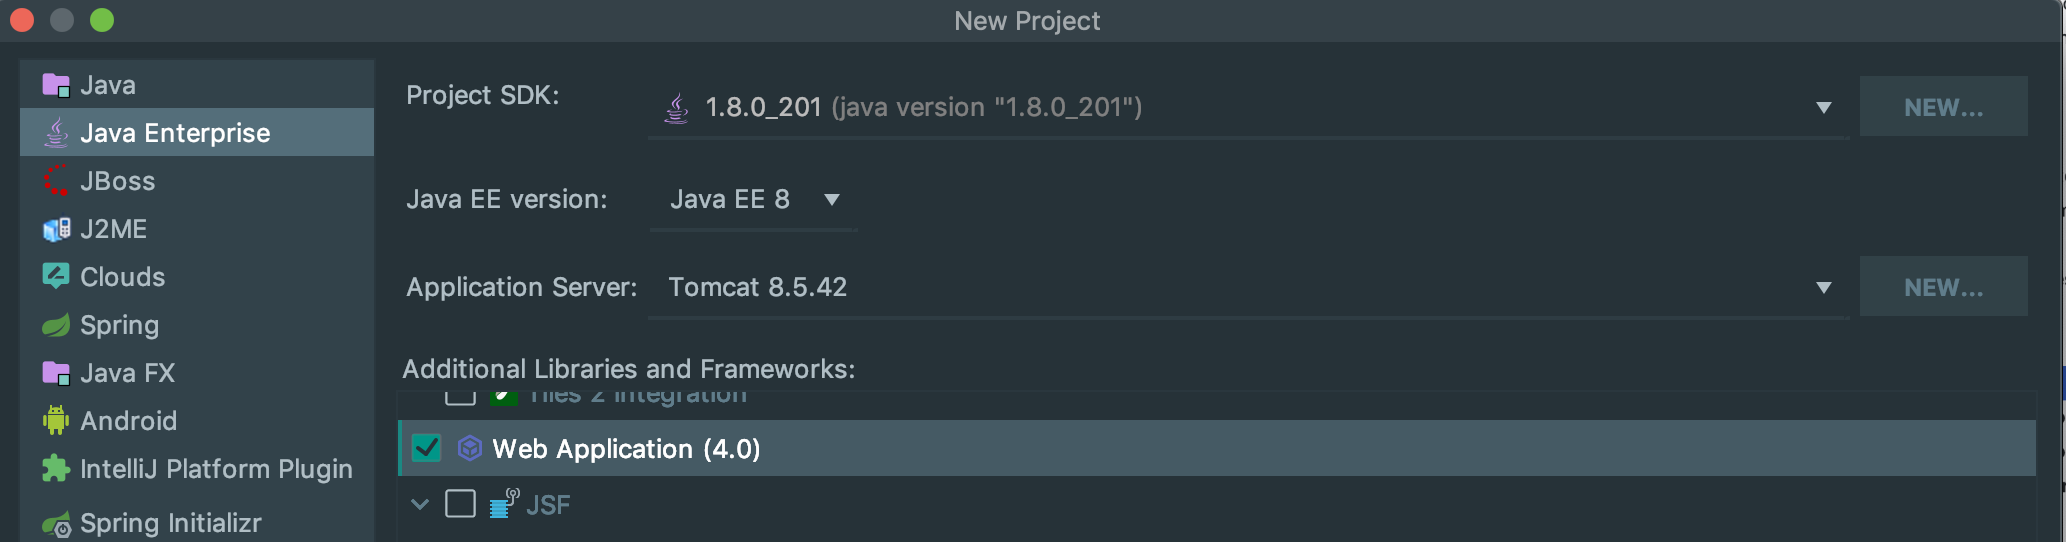 New Project
Java
Java Enterprise
JBoss
J2ME
Clouds
Spring
Java FX
Android
IntelliJ Platform Plugin
Spring Initializr
Project SDK:
1.8.0_201 (java version "1.8.0_201")
NEW...
Java EE version:
Java EE 8
Application Server:
Tomcat 8.5.42
NEW...
Additional Libraries and Frameworks:
Tiles 2 Integration
Web Application (4.0)
JSF